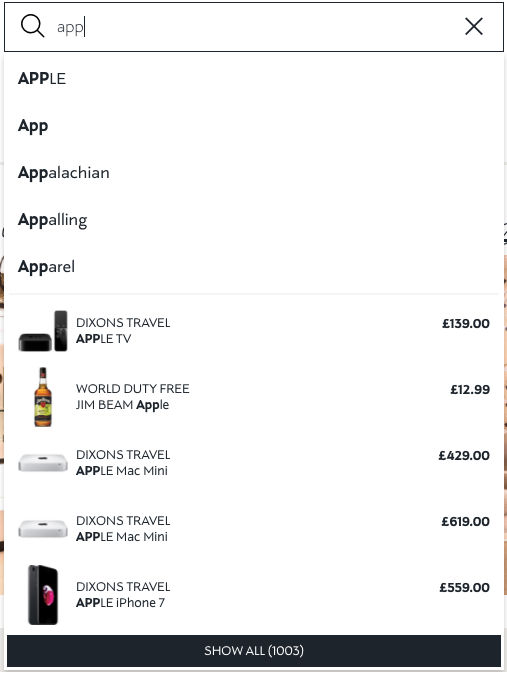 app
APPLE
App
Appalachian
Appalling
Apparel
DIXONS TRAVEL
APPLE TV
£139.00
WORLD DUTY FREE
JIM BEAM Apple
£12.99
DIXONS TRAVEL
APPLE Mac Mini
£429.00
DIXONS TRAVEL
APPLE Mac Mini
£619.00
DIXONS TRAVEL
APPLE iPhone 7
£559.00
SHOW ALL (1003)